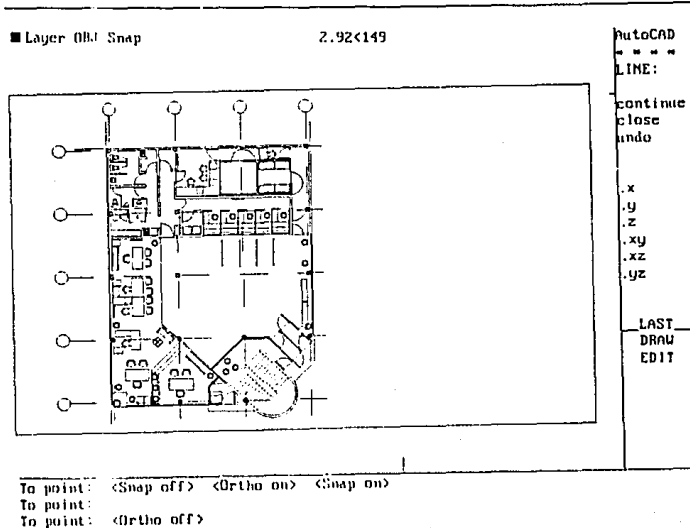 Layer OBJ Snap
2.92<149
AutoCAD
* * * *
LINE:
continue
close
undo
.x
.y
.z
.xy
.xz
.yz
__LAST__
DRAW
EDIT
To point: <Snap off> <Ortho on> <Snap on>
To point:
To point: <Ortho off>